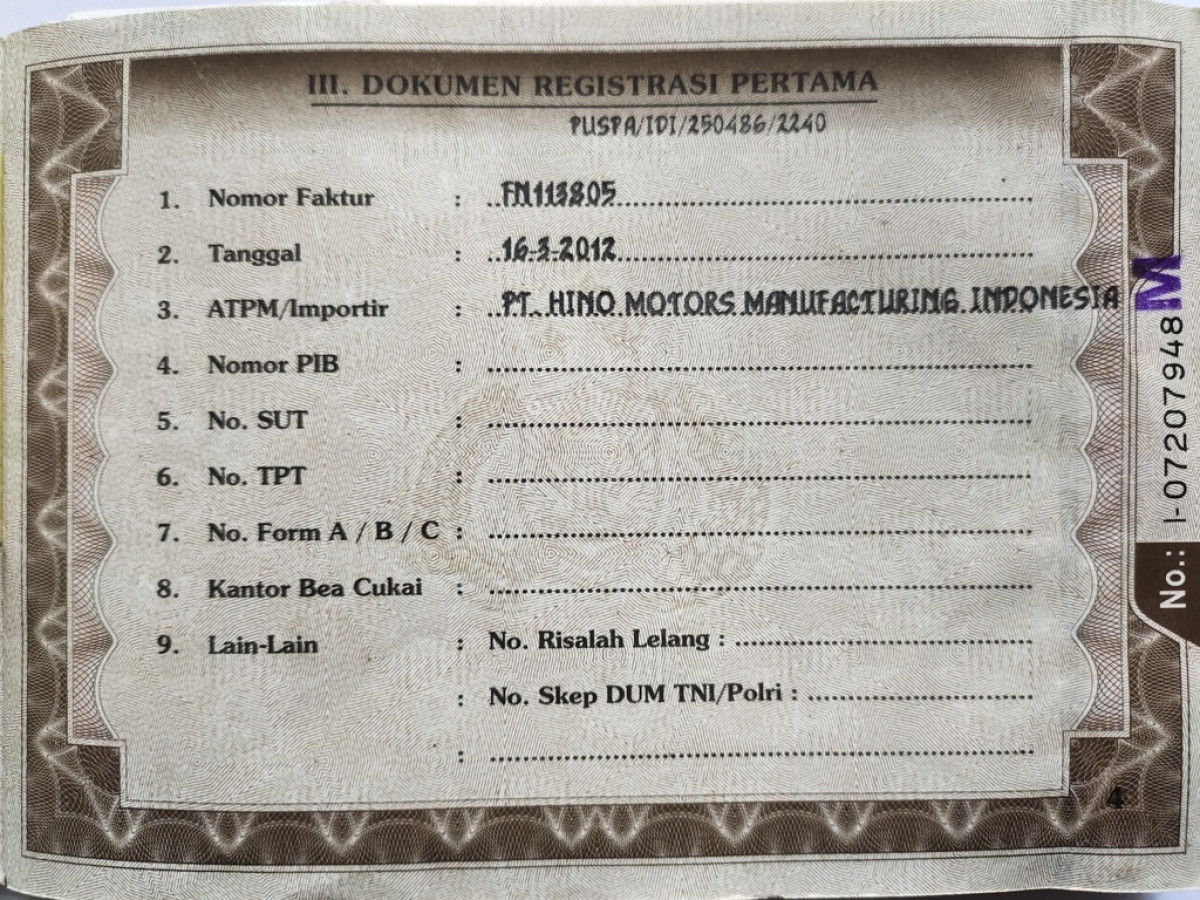 III. DOKUMEN REGISTRASI PERTAMA
PUSPA/IDI/250486/2240
1. Nomor Faktur : FN113805
2. Tanggal : 16-3-2012
3. ATPM/Importir : PT. HINO MOTORS MANUFACTURING INDONESIA
4. Nomor PIB :
5. No. SUT :
6. No. TPT :
7. No. Form A / B / C :
8. Kantor Bea Cukai :
9. Lain-Lain : No. Risalah Lelang :
: No. Skep DUM TNI/Polri :
:
4
No.: I-07207948 M